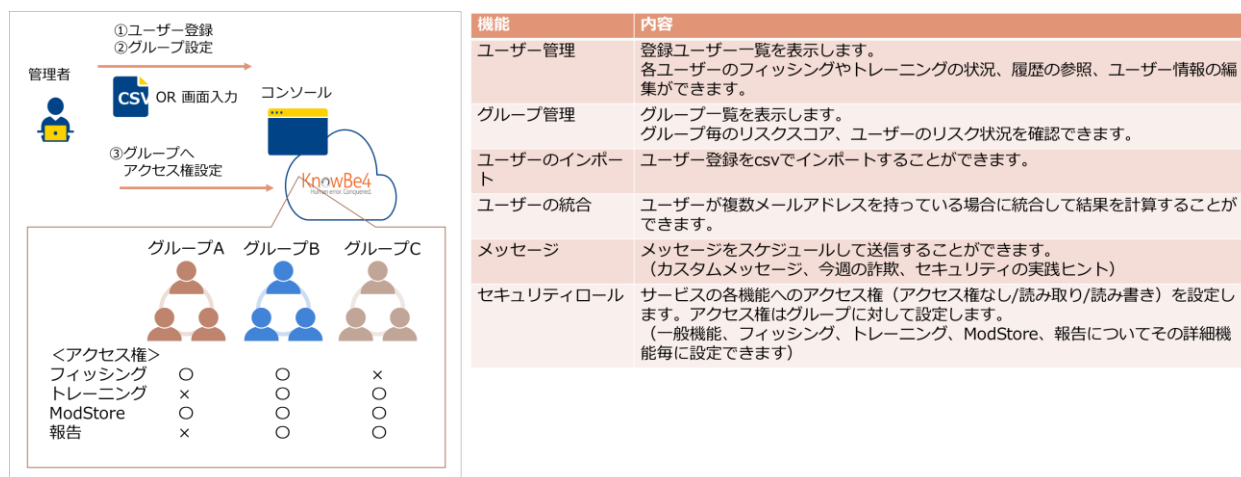 ①ユーザー登録
②グループ設定
管理者
CSV OR 画面入力
コンソール
③グループへ
アクセス権設定
KnowBe4
Human error. Conquered.
グループA グループB グループC
<アクセス権>
フィッシング 〇 〇 ×
トレーニング × 〇 〇
ModStore 〇 〇 〇
報告 × 〇 〇
機能 内容
ユーザー管理 登録ユーザー一覧を表示します。
各ユーザーのフィッシングやトレーニングの状況、履歴の参照、ユーザー情報の編
集ができます。
グループ管理 グループ一覧を表示します。
グループ毎のリスクスコア、ユーザーのリスク状況を確認できます。
ユーザーのインポー ユーザー登録をcsvでインポートすることができます。
ト
ユーザーの統合 ユーザーが複数メールアドレスを持っている場合に統合して結果を計算することが
できます。
メッセージ メッセージをスケジュールして送信することができます。
（カスタムメッセージ、今週の詐欺、セキュリティの実践ヒント）
セキュリティロール サービスの各機能へのアクセス権（アクセス権なし/読み取り/読み書き）を設定し
ます。アクセス権はグループに対して設定します。
（一般機能、フィッシング、トレーニング、ModStore、報告についてその詳細機
能毎に設定できます）